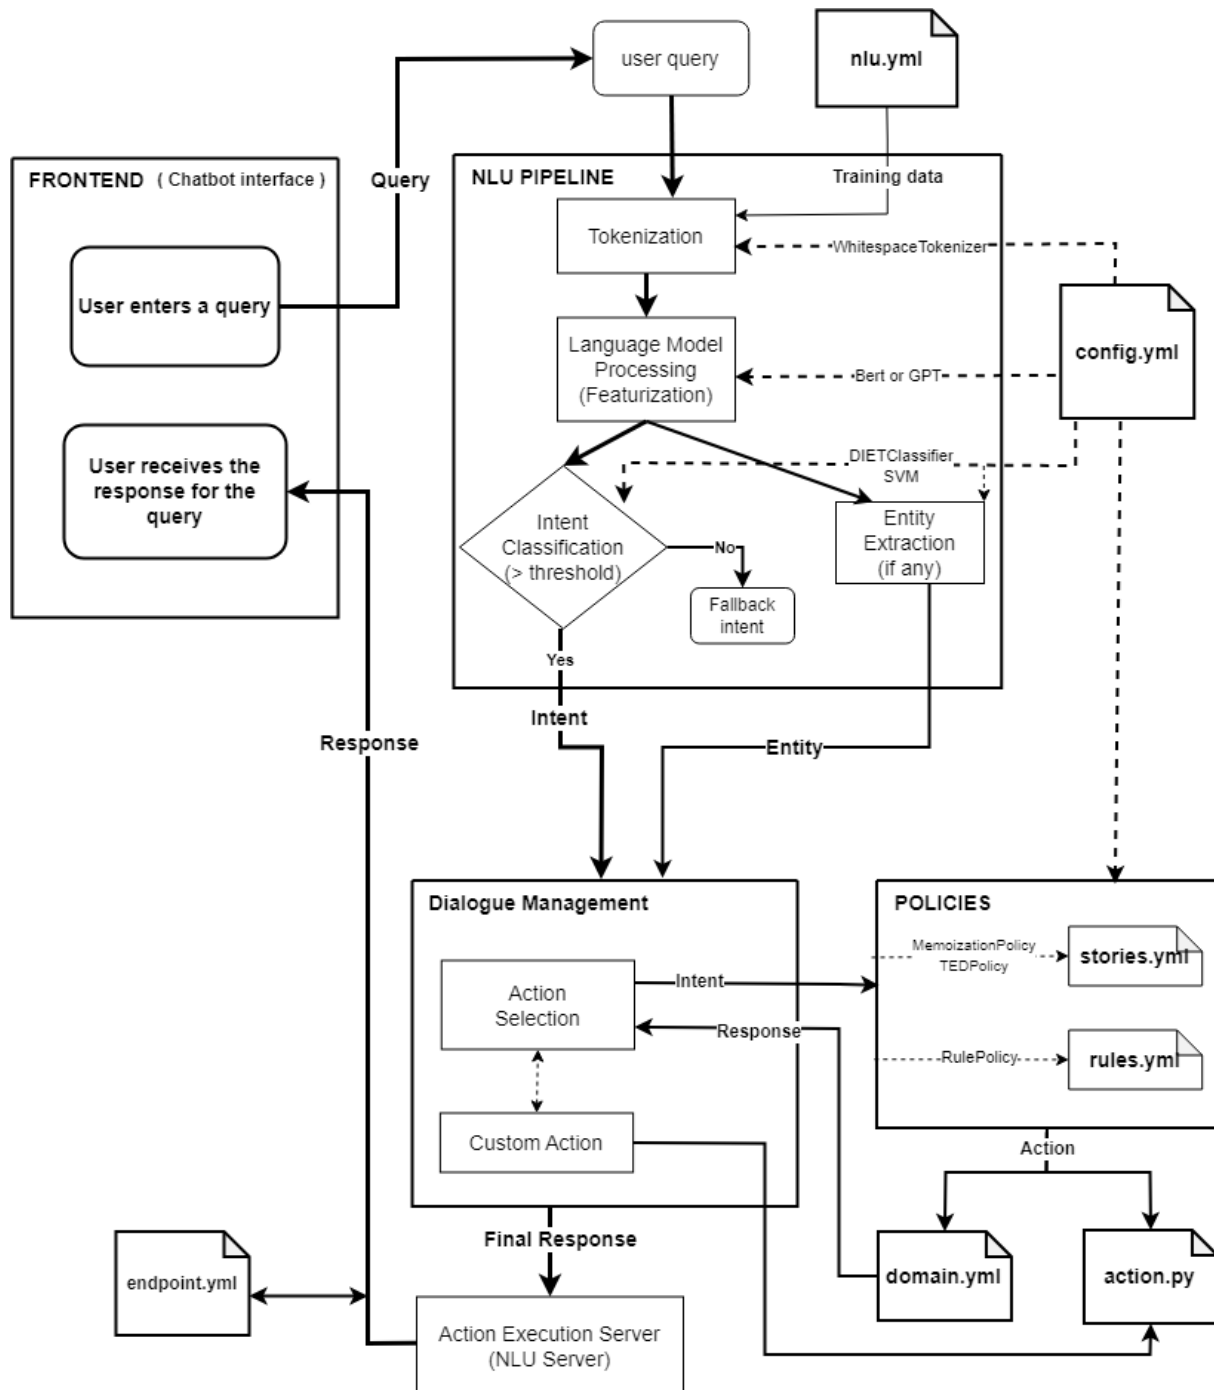 user query
nlu.yml
FRONTEND ( Chatbot interface )
Query
NLU PIPELINE
Training data
Tokenization
WhitespaceTokenizer
User enters a query
Language Model
Processing
(Featurization)
Bert or GPT
config.yml
User receives the
response for the
query
DIETClassifier
SVM
Intent
Classification
(> threshold)
No
Entity
Extraction
(if any)
Fallback
intent
Yes
Intent
Response
Entity
Dialogue Management
POLICIES
Action
Selection
Intent
MemoizationPolicy
TEDPolicy
stories.yml
Response
RulePolicy
rules.yml
Custom Action
Action
Final Response
endpoint.yml
domain.yml
action.py
Action Execution Server
(NLU Server)